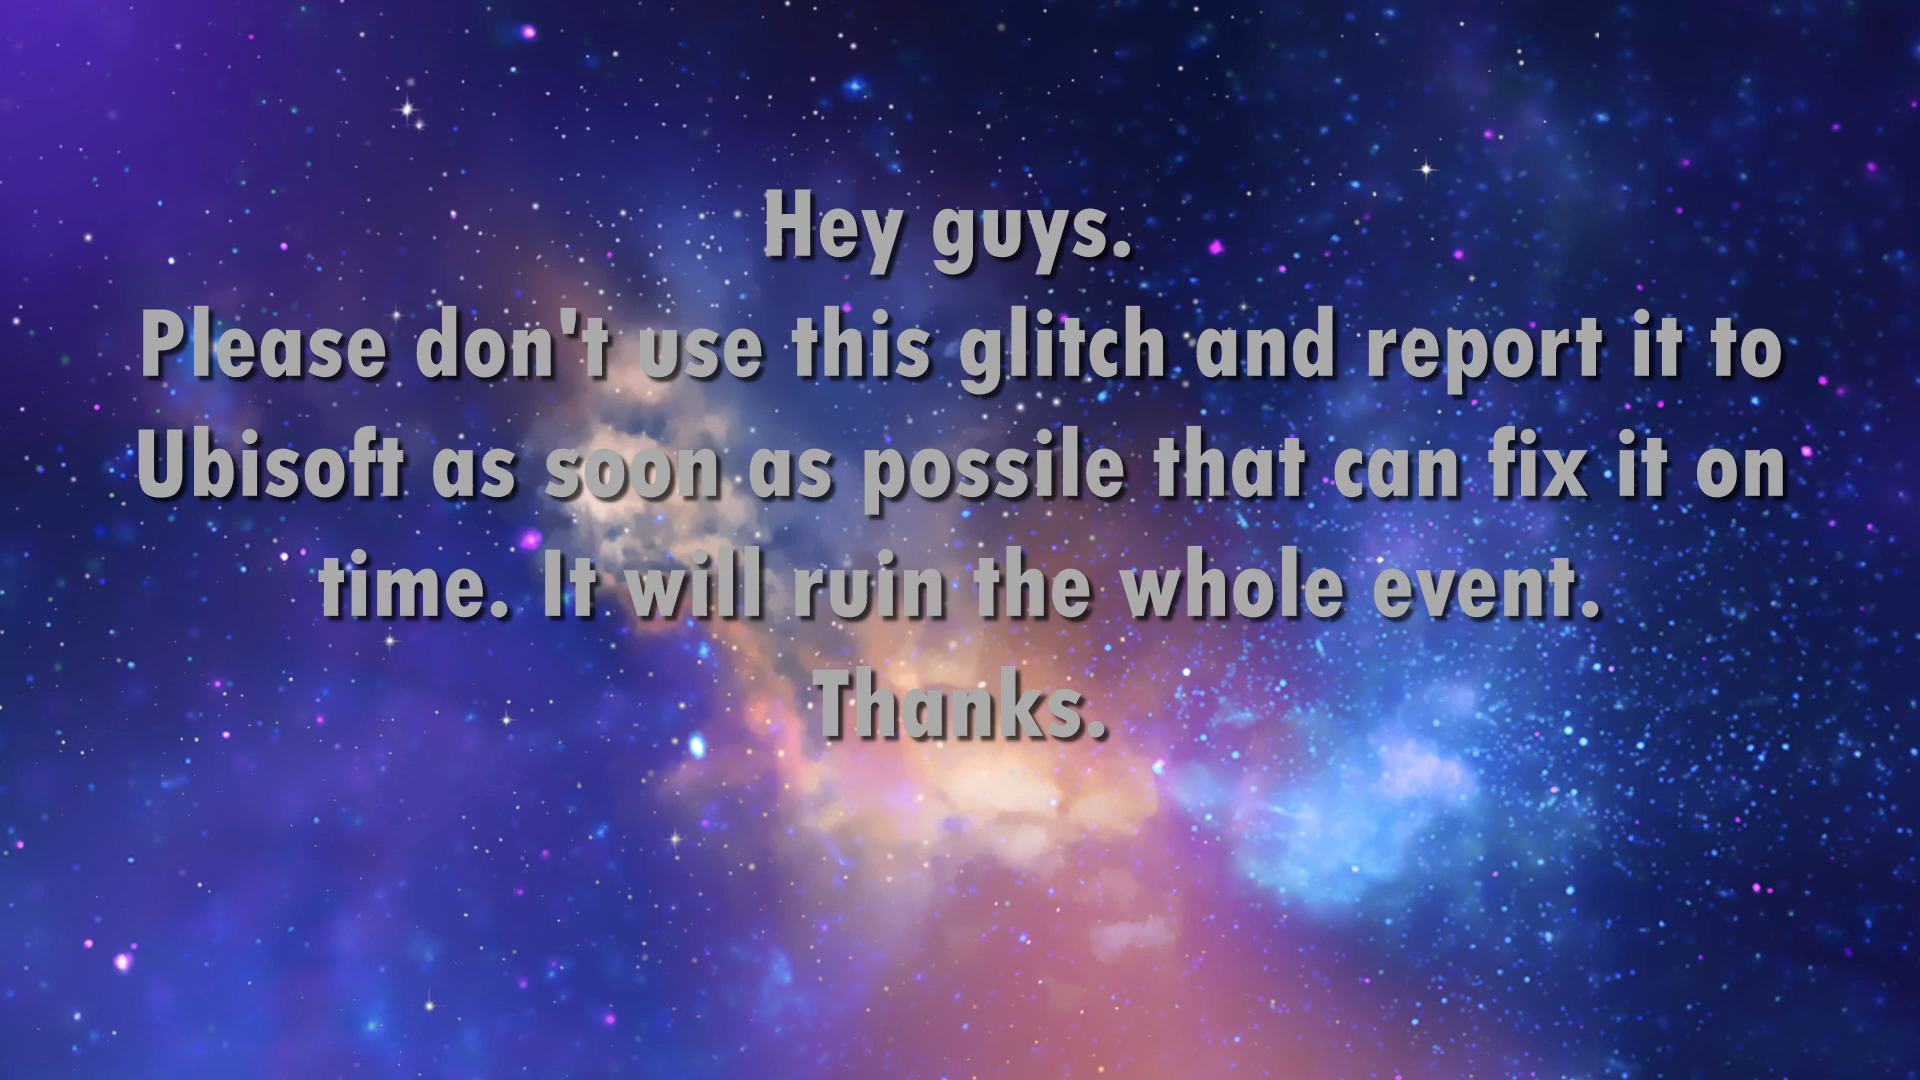 Hey guys.
Please don't use this glitch and report it to
Ubisoft as soon as possile that can fix it on
time. It will ruin the whole event.
Thanks.